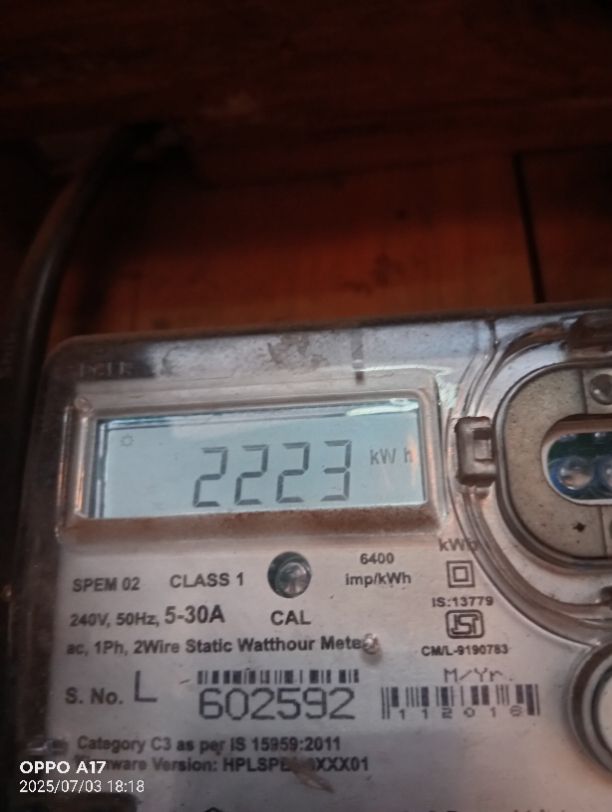 2223 kWh
kWh
SPEM 02 CLASS 1
6400
imp/kWh
IS:13779
240V, 50Hz, 5-30A
CAL
ac, 1Ph, 2Wire Static Watthour Meter
CM/L-9190783
M/Yr.
S. No. L 602592
112018
Category C3 as per IS 15959:2011
Version:
OPPO A17
2025/07/03 18:18